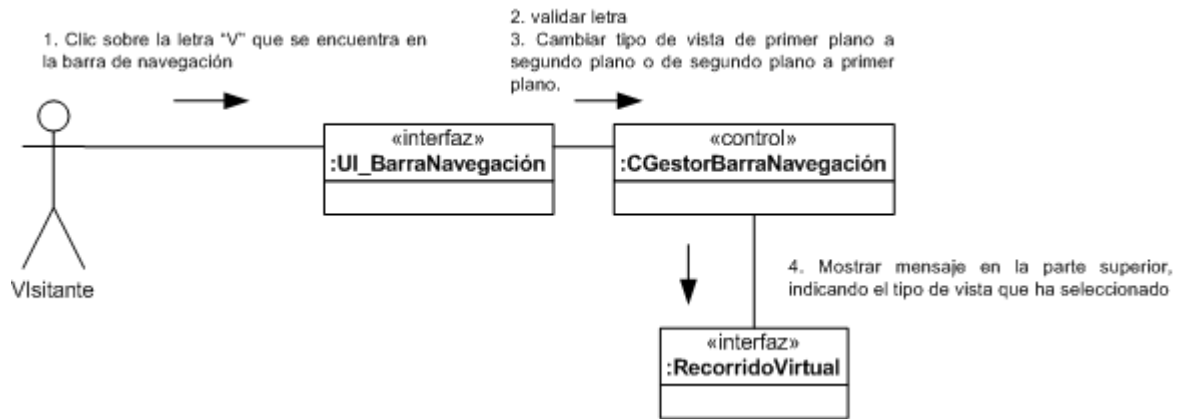 1. Clic sobre la letra "V" que se encuentra en
la barra de navegación
2. validar letra
3. Cambiar tipo de vista de primer plano a
segundo plano o de segundo plano a primer
plano.
«interfaz»
:UI_BarraNavegación
«control»
:CGestorBarraNavegación
VIsitante
4. Mostrar mensaje en la parte superior,
indicando el tipo de vista que ha seleccionado
«interfaz»
:RecorridoVirtual